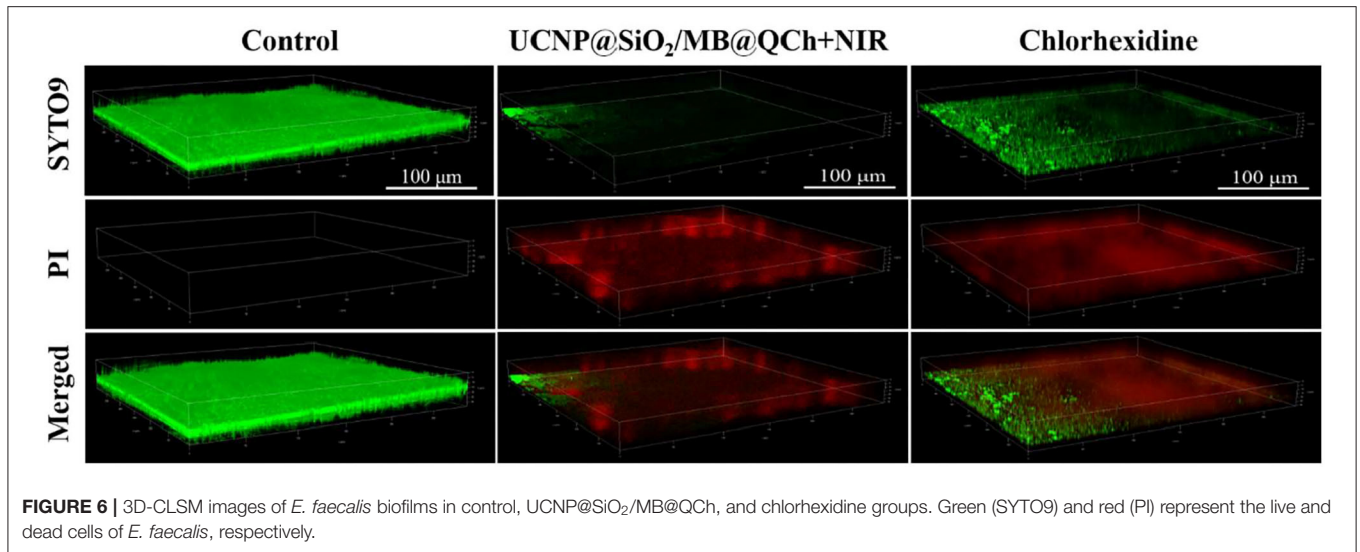 Control UCNP@SiO₂/MB@QCh+NIR Chlorhexidine
SYTO9
100 μm 100 μm 100 μm
PI
Merged
FIGURE 6 | 3D-CLSM images of E. faecalis biofilms in control, UCNP@SiO₂/MB@QCh, and chlorhexidine groups. Green (SYTO9) and red (PI) represent the live and
dead cells of E. faecalis, respectively.